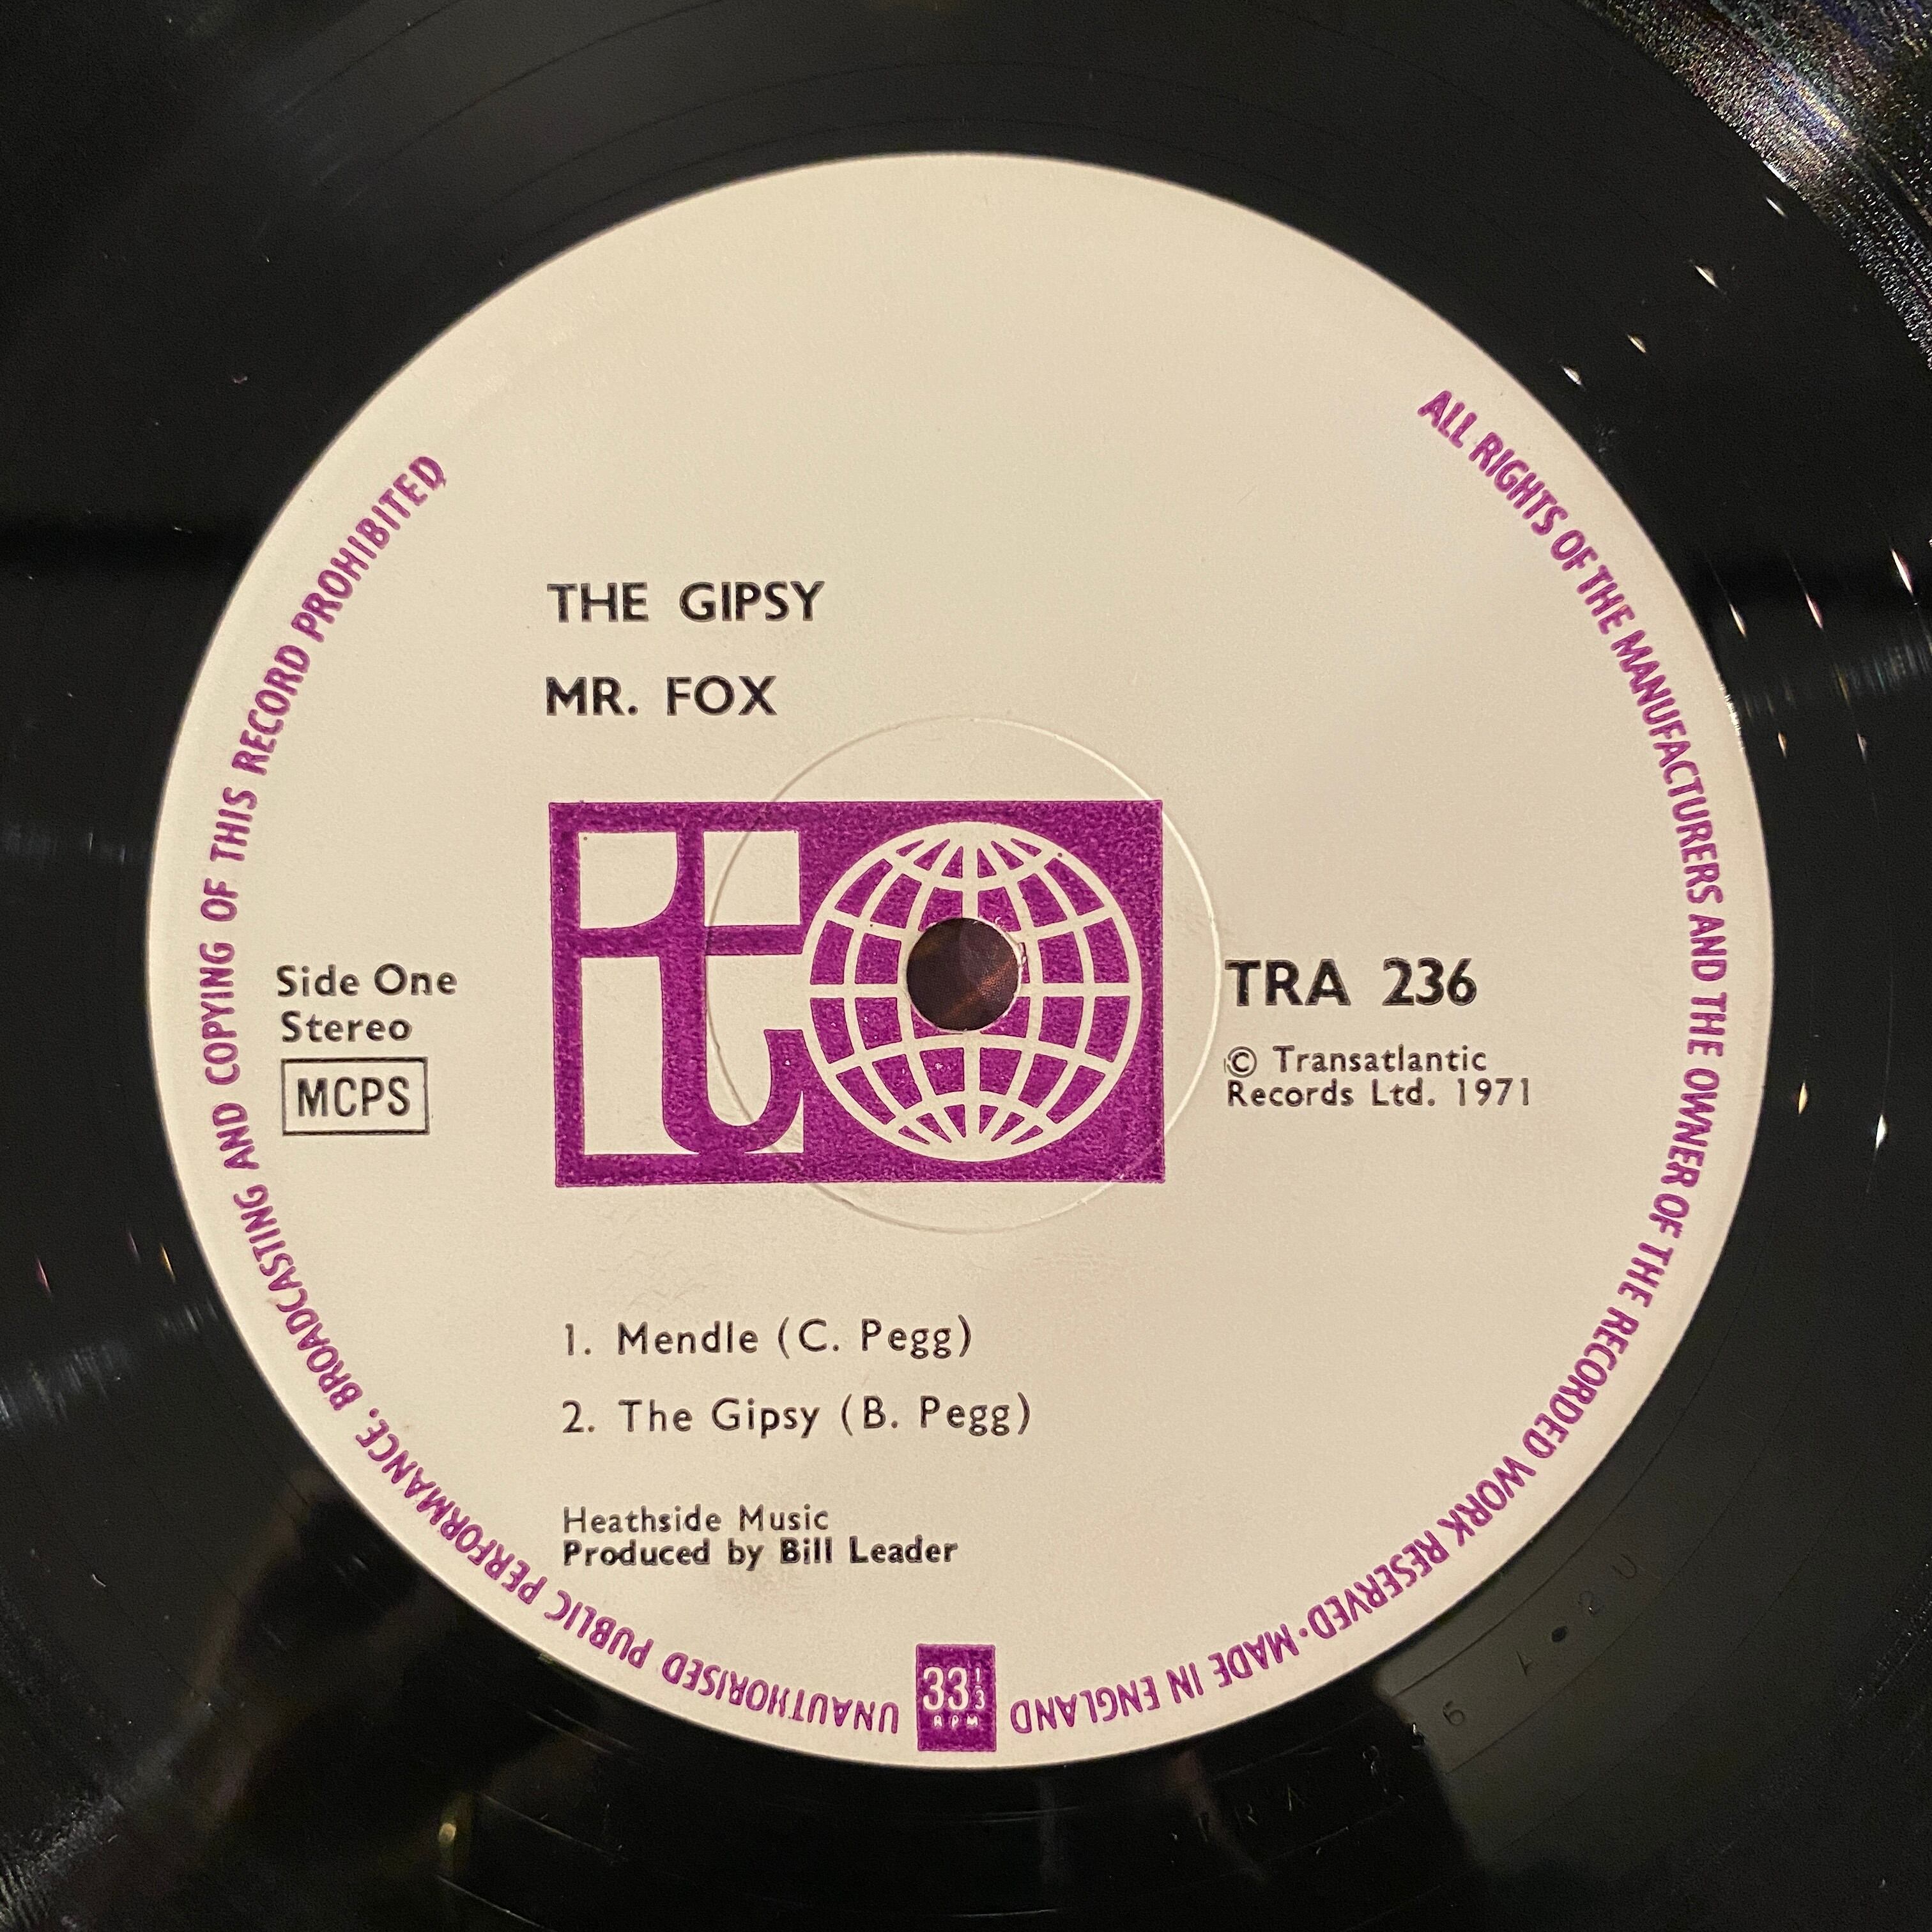 THE GIPSY
MR. FOX
Side One
Stereo
MCPS
t
TRA 236
© Transatlantic
Records Ltd. 1971
1. Mendle (C. Pegg)
2. The Gipsy (B. Pegg)
Heathside Music
Produced by Bill Leader
33 1/3
RPM
ALL RIGHTS OF THE MANUFACTURERS AND THE OWNER OF THE RECORDED WORK RESERVED · MADE IN ENGLAND
UNAUTHORISED PUBLIC PERFORMANCE, BROADCASTING AND COPYING OF THIS RECORD PROHIBITED